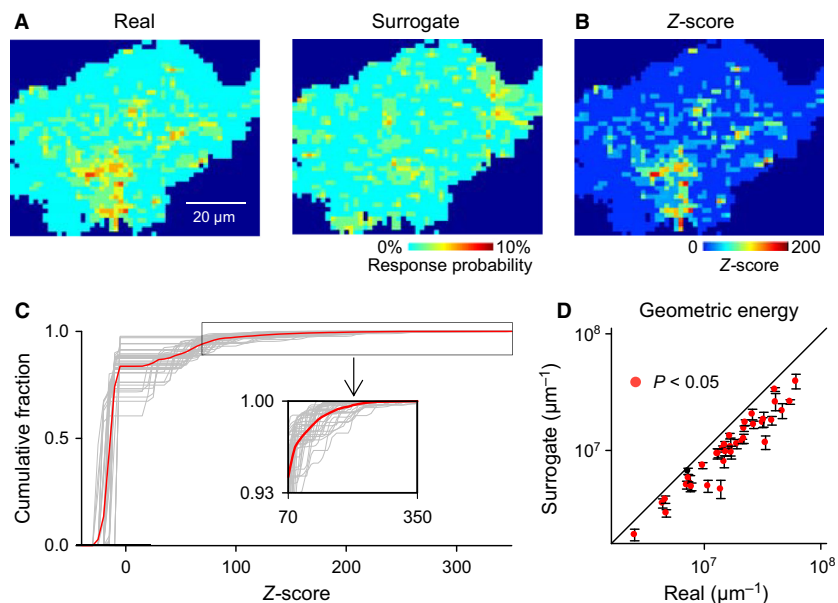 A Real Surrogate B Z-score
20 µm
0% 10% 0 200
Response probability Z-score
C
1.0
0.5
0.0
Cumulative fraction
1.00
0.93
70 350
0 100 200 300
Z-score
D Geometric energy
10⁸
10⁷
Surrogate (µm⁻¹)
P < 0.05
10⁷ 10⁸
Real (µm⁻¹)